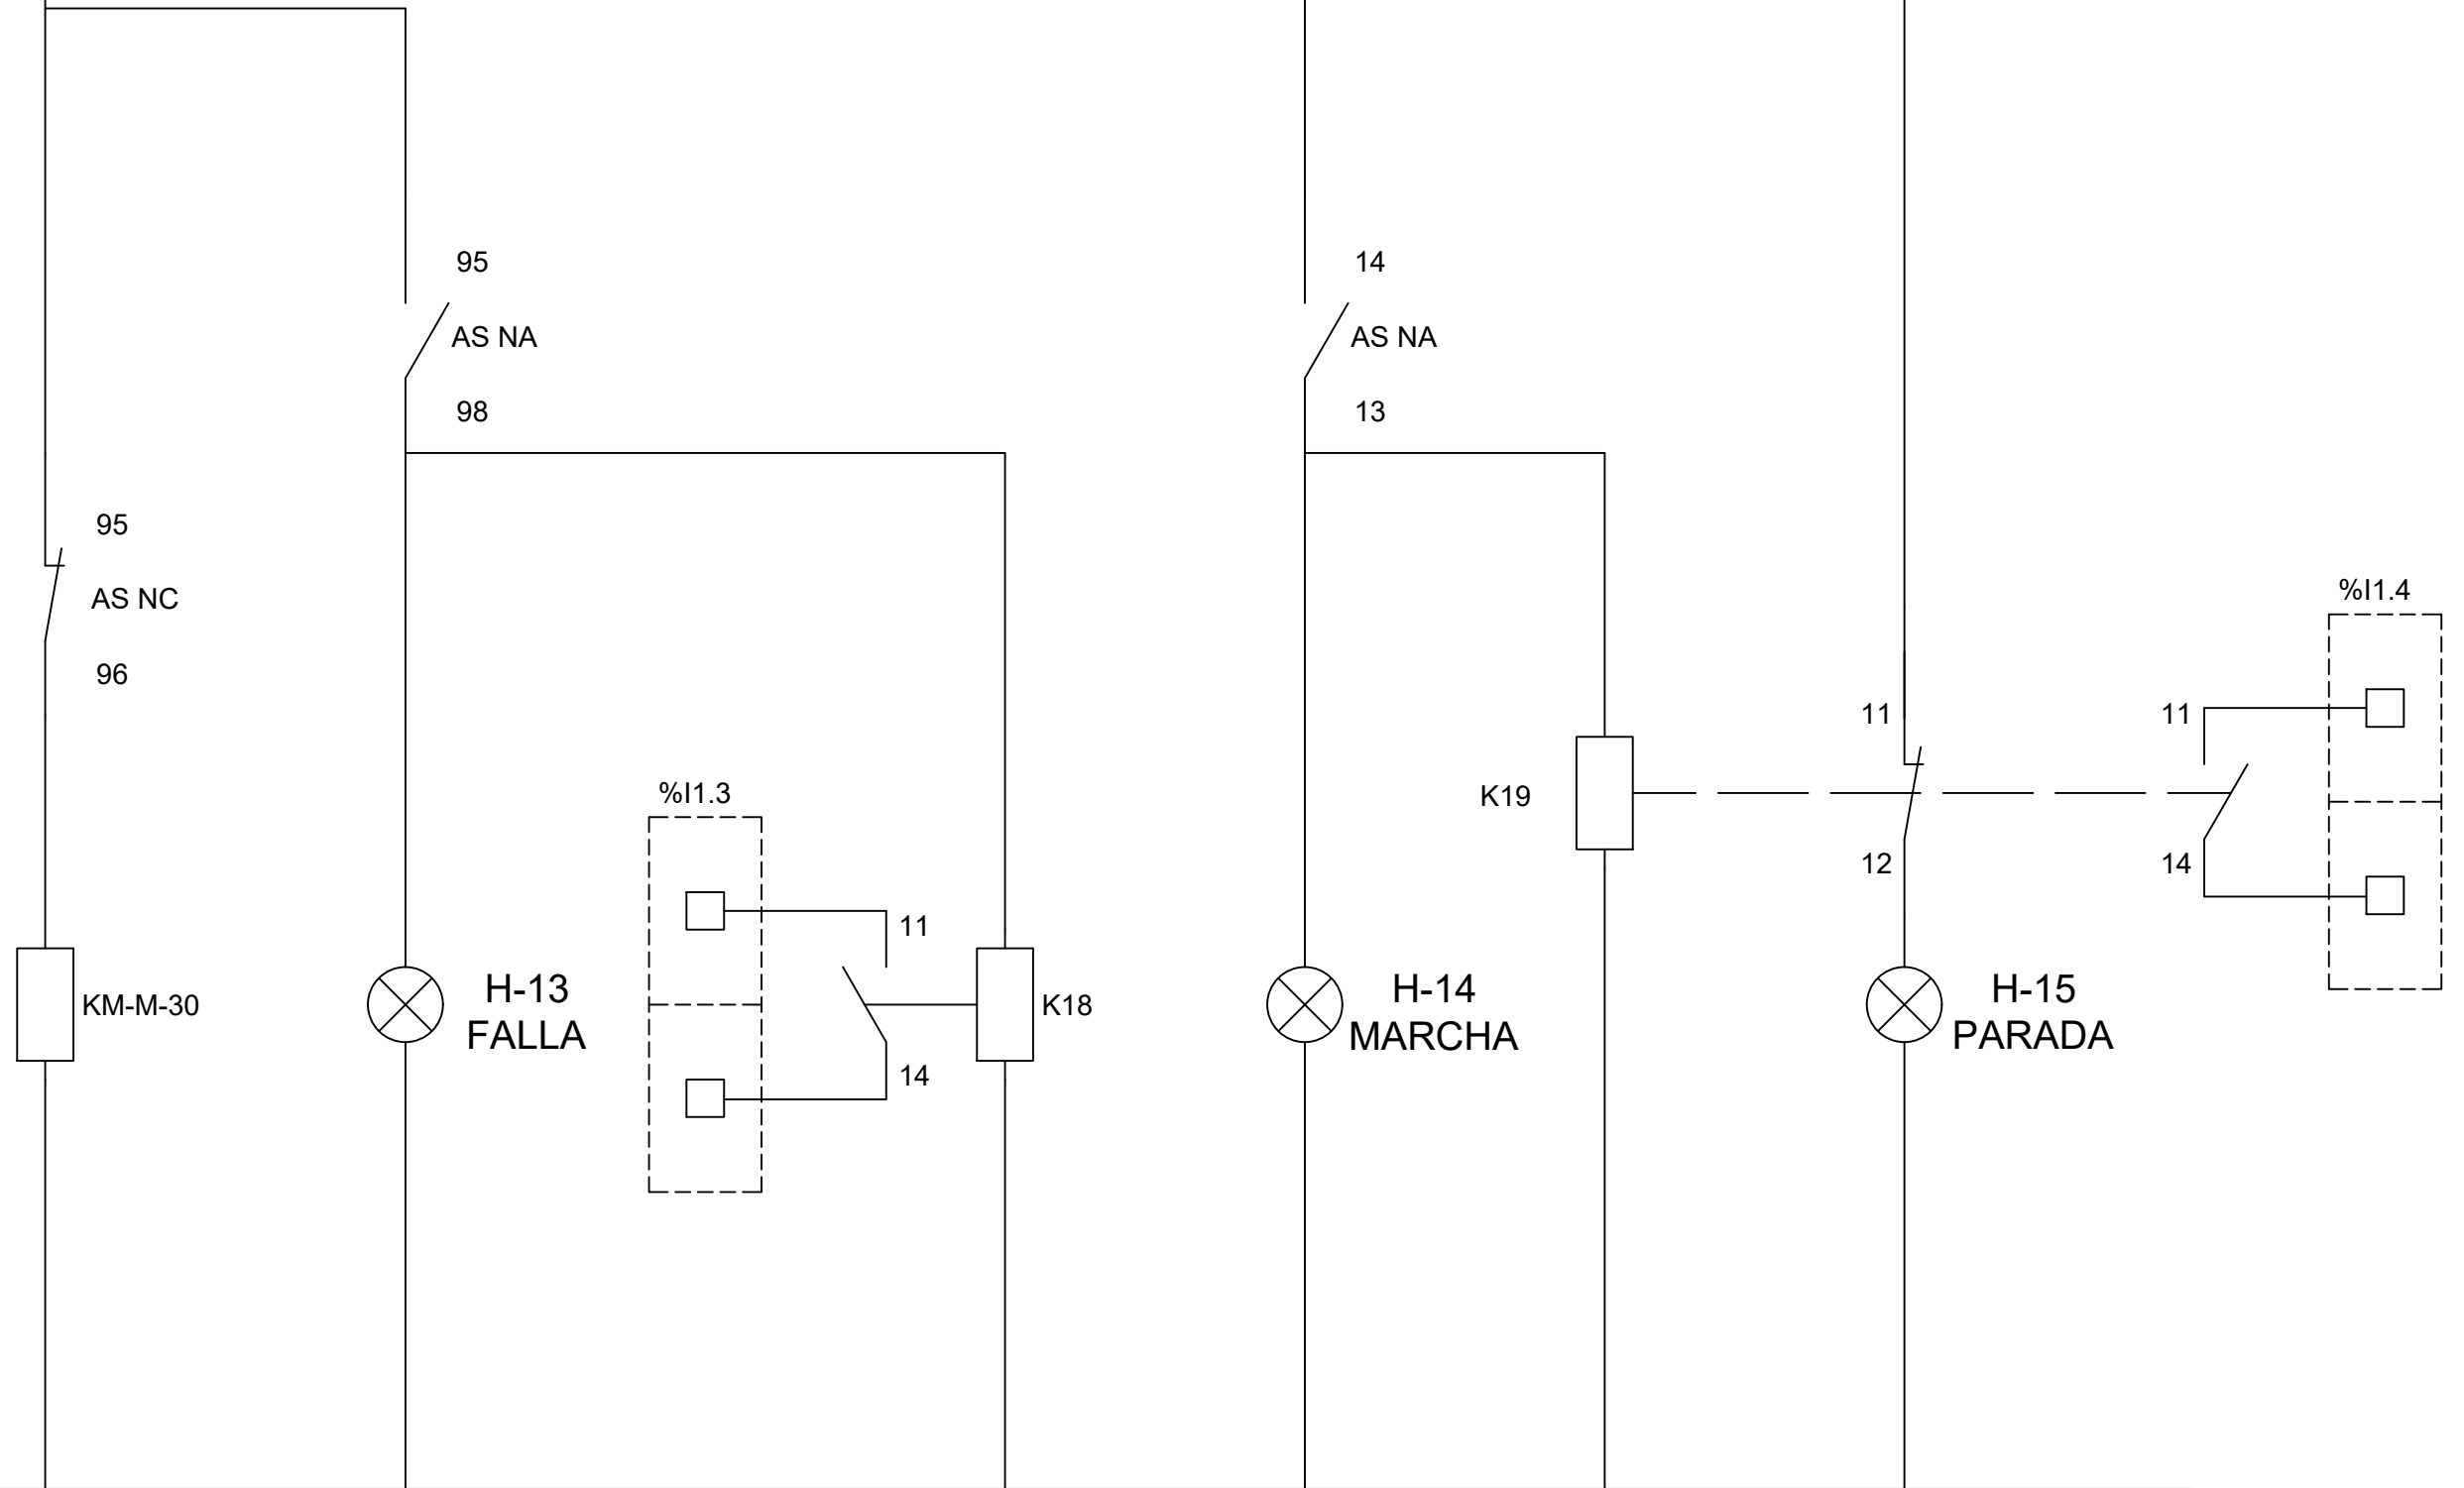 95
AS NA
98
14
AS NA
13
95
AS NC
96
%I1.4
11
11
K19
12
14
%I1.3
11
14
KM-M-30
H-13
FALLA
K18
H-14
MARCHA
H-15
PARADA